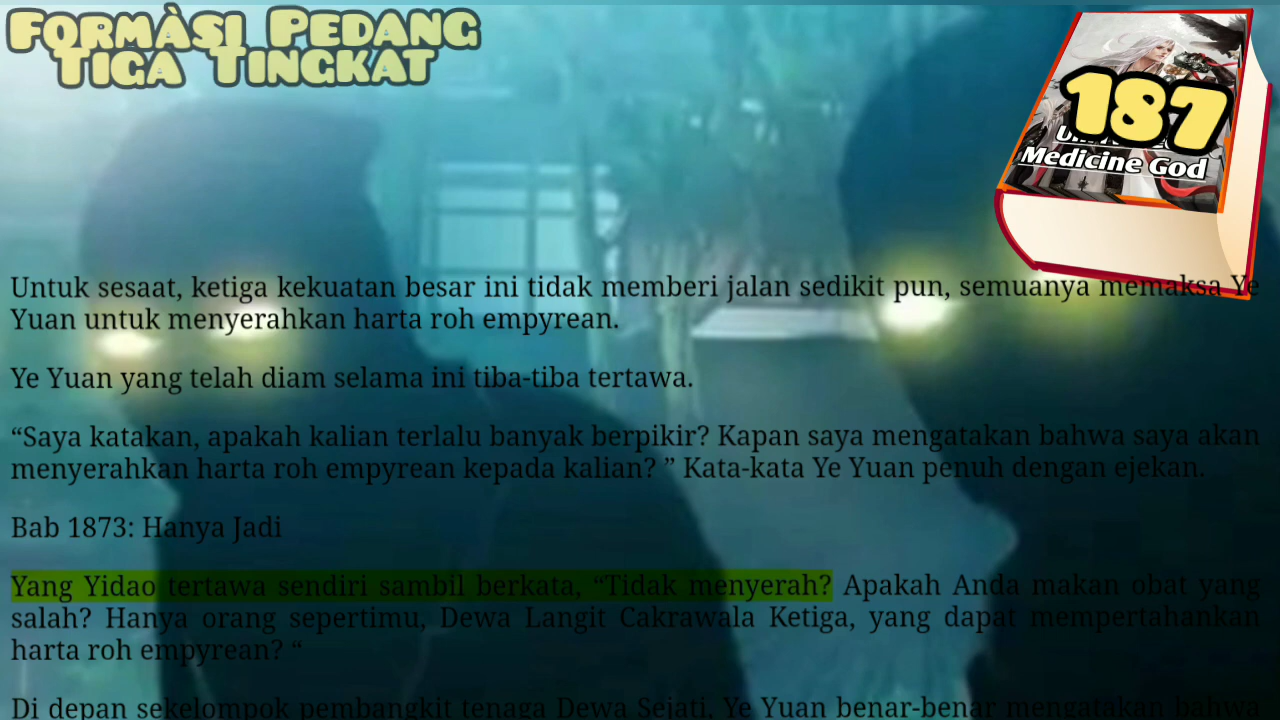 Formàsi Pedang
Tiga Tingkat
187
Medicine God
Untuk sesaat, ketiga kekuatan besar ini tidak memberi jalan sedikit pun, semuanya memaksa Ye
Yuan untuk menyerahkan harta roh empyrean.
Ye Yuan yang telah diam selama ini tiba-tiba tertawa.
“Saya katakan, apakah kalian terlalu banyak berpikir? Kapan saya mengatakan bahwa saya akan
menyerahkan harta roh empyrean kepada kalian? ” Kata-kata Ye Yuan penuh dengan ejekan.
Bab 1873: Hanya Jadi
Yang Yidao tertawa sendiri sambil berkata, “Tidak menyerah? Apakah Anda makan obat yang
salah? Hanya orang sepertimu, Dewa Langit Cakrawala Ketiga, yang dapat mempertahankan
harta roh empyrean? “
Di depan sekelompok pembangkit tenaga Dewa Sejati, Ye Yuan benar-benar mengatakan bahwa